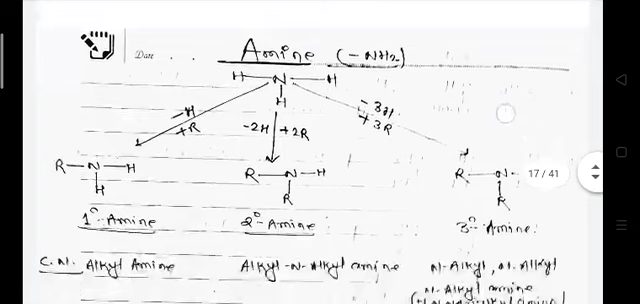 Date
Amine (-NH2)
H-N-H
H
-H
+R
-2H +2R
-3H
+3R
R-N-H
H
R-N-H
R
R-N-
R
17/41
1°-Amine
2°-Amine
3°-Amine
C.N. Alkyl Amine
Alkyl-N-Alkyl amine
N-Alkyl, N-Alkyl
N-Alkyl amine